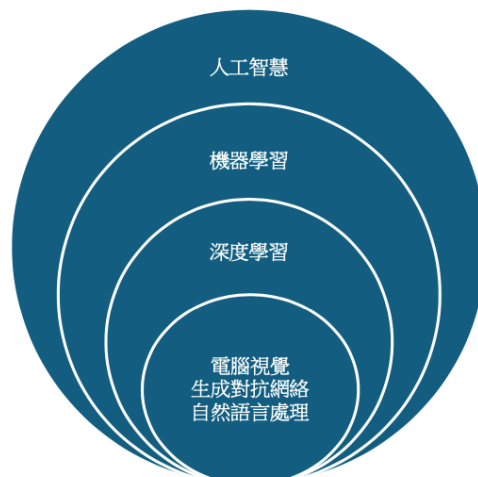 人工智慧
機器學習
深度學習
電腦視覺
生成對抗網絡
自然語言處理